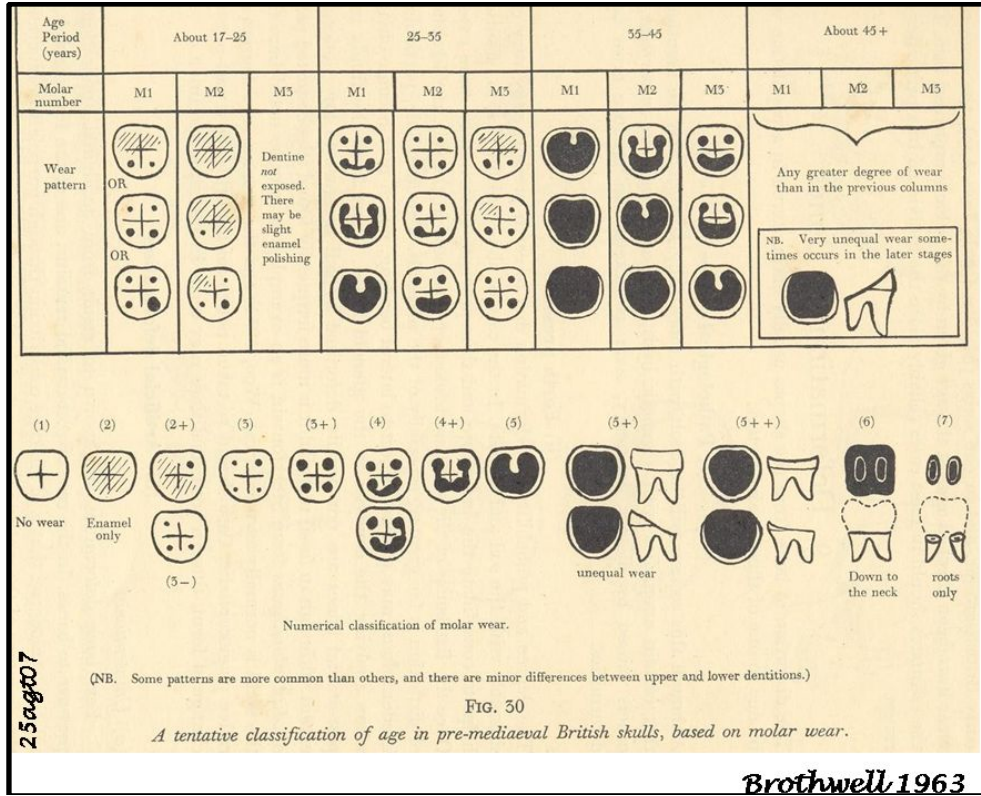 Age
Period
(years)
About 17–25
25–35
35–45
About 45+
Molar
number
M1
M2
M3
M1
M2
M3
M1
M2
M3
M1
M2
M3
Wear
pattern
OR
OR
Dentine
not
exposed.
There
may be
slight
enamel
polishing
Any greater degree of wear
than in the previous columns
NB. Very unequal wear some-
times occurs in the later stages
(1)
(2)
(2+)
(3)
(3+)
(4)
(4+)
(5)
(5+)
(5++)
(6)
(7)
No wear
Enamel
only
(3–)
unequal wear
Down to
the neck
roots
only
Numerical classification of molar wear.
(NB. Some patterns are more common than others, and there are minor differences between upper and lower dentitions.)
FIG. 30
A tentative classification of age in pre-mediaeval British skulls, based on molar wear.
25agt07
Brothwell 1963